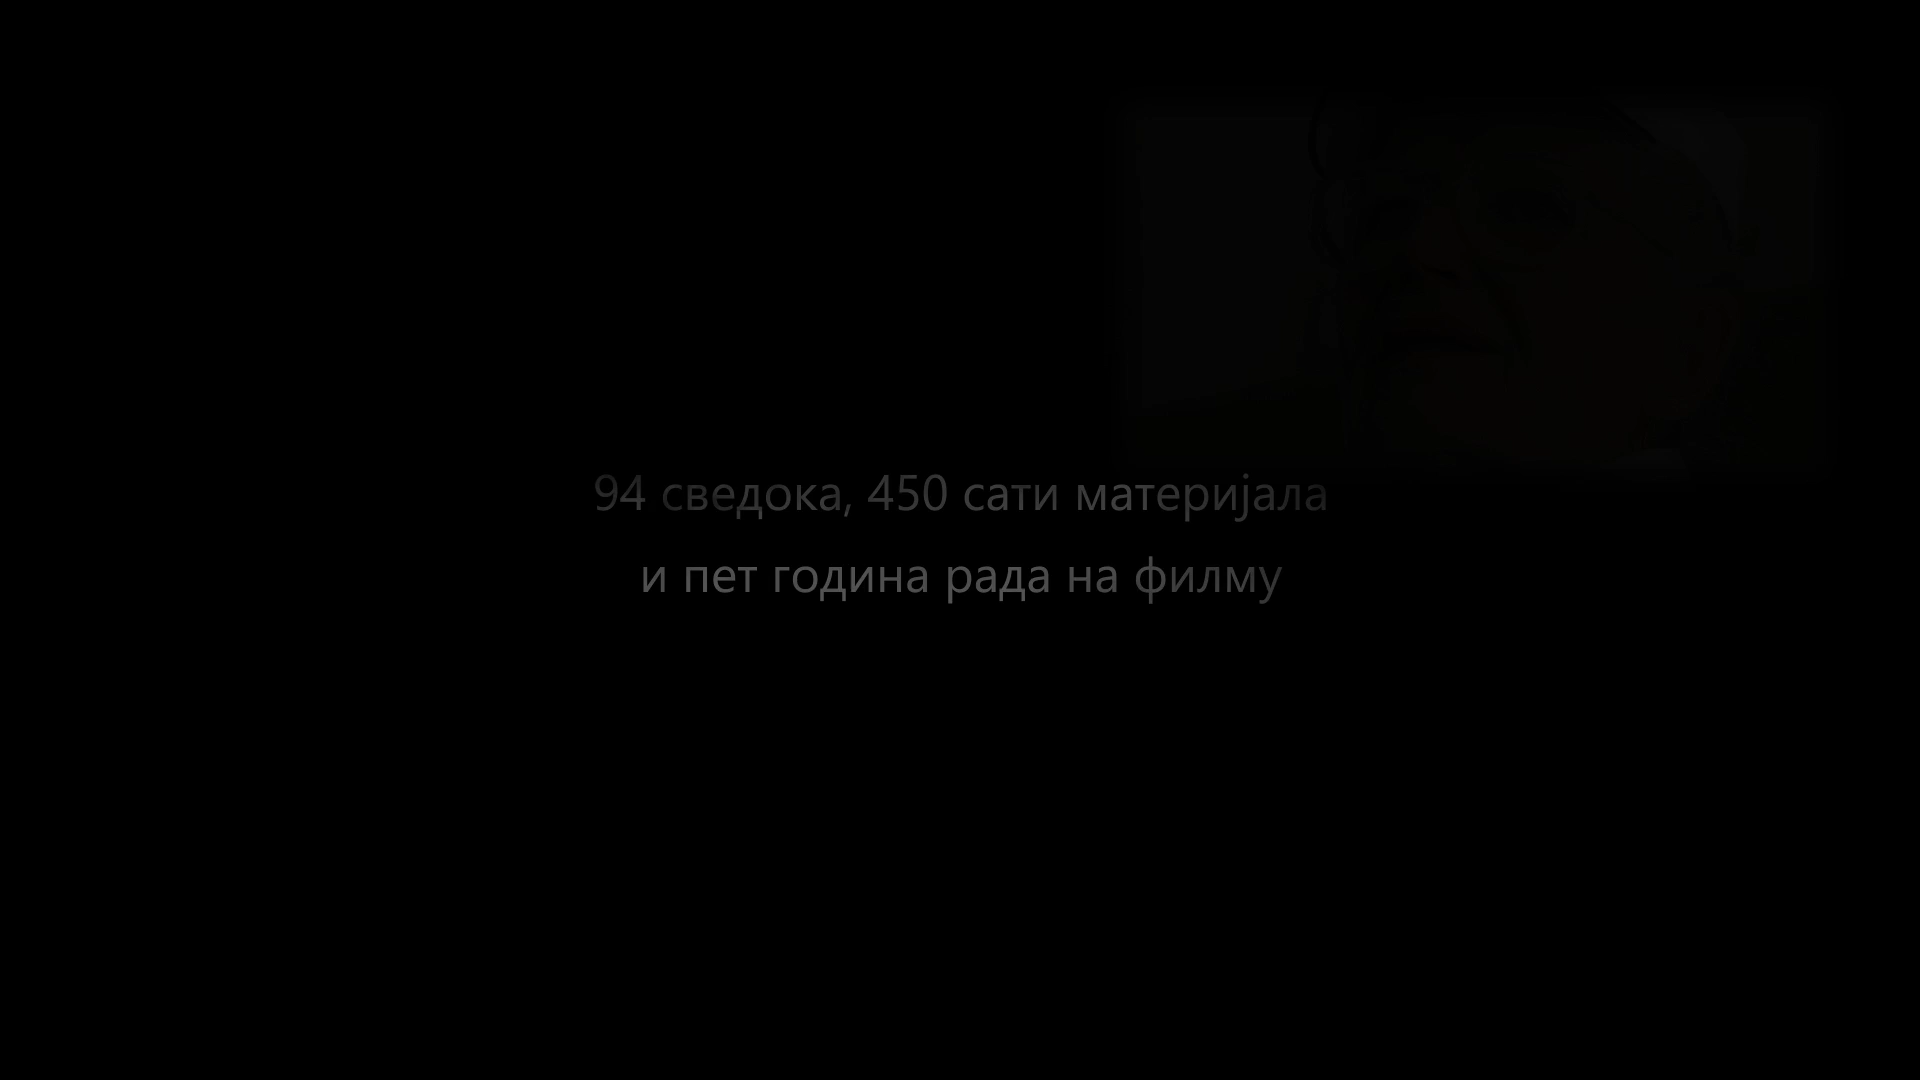 94 сведока, 450 сати материјала
и пет година рада на филму